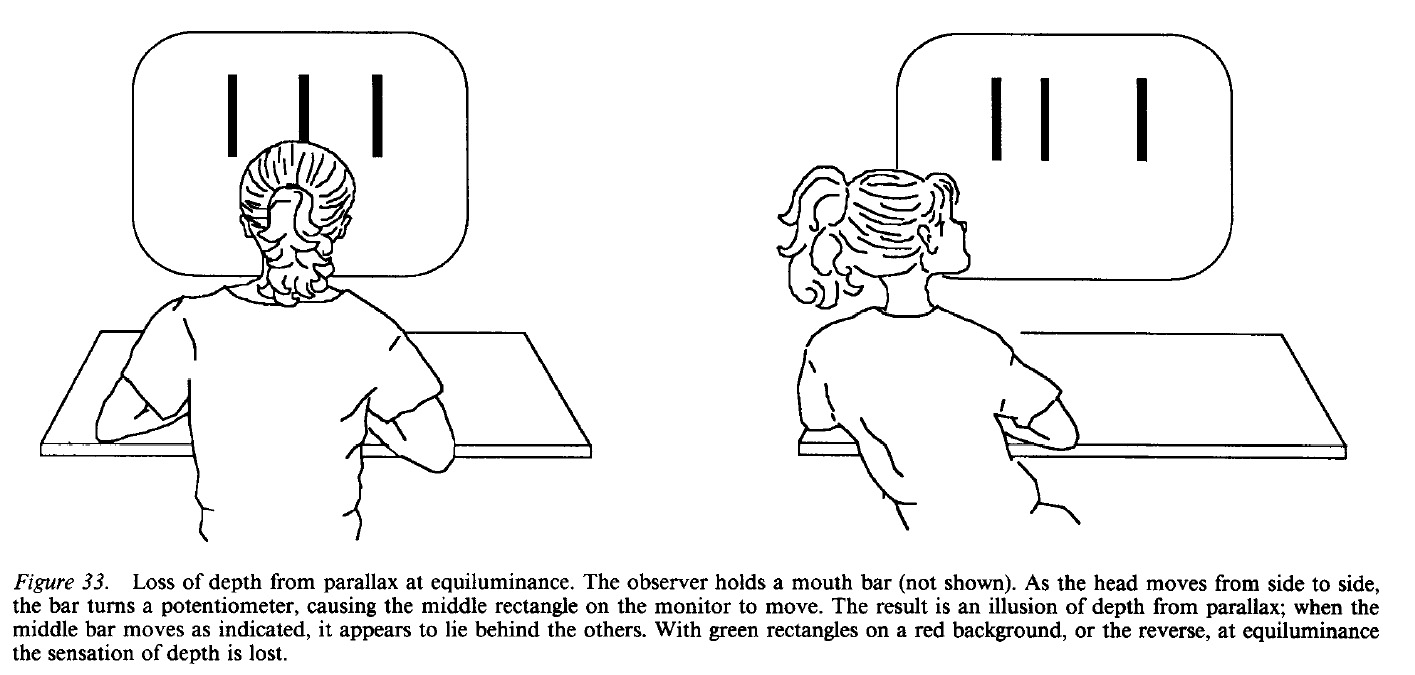 Figure 33. Loss of depth from parallax at equiluminance. The observer holds a mouth bar (not shown). As the head moves from side to side,
the bar turns a potentiometer, causing the middle rectangle on the monitor to move. The result is an illusion of depth from parallax; when the
middle bar moves as indicated, it appears to lie behind the others. With green rectangles on a red background, or the reverse, at equiluminance
the sensation of depth is lost.